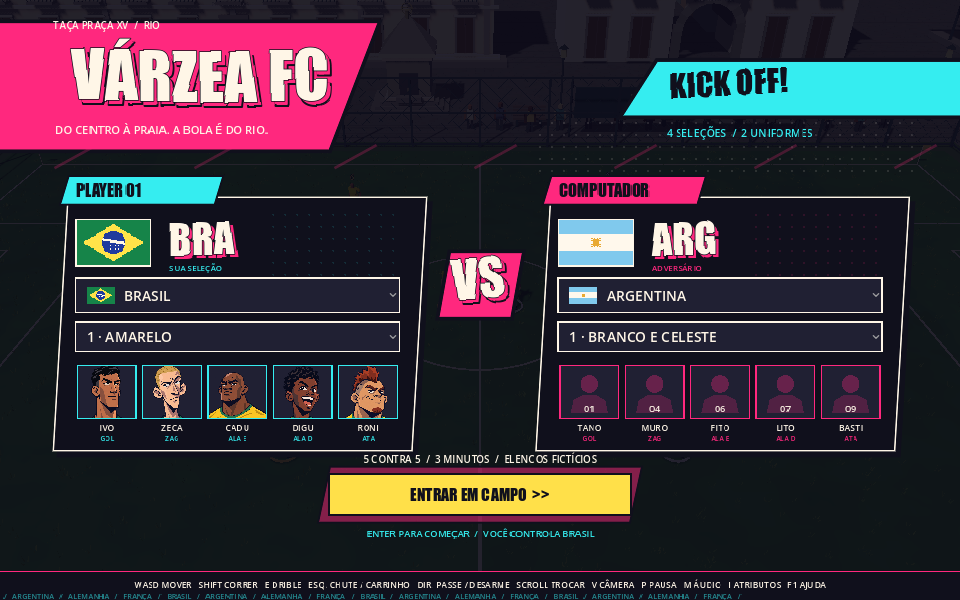 TAÇA PRAÇA XV / RIO
VÁRZEA FC
DO CENTRO À PRAIA. A BOLA É DO RIO.
KICK OFF!
4 SELEÇÕES / 2 UNIFORMES
PLAYER 01
BRA
SUA SELEÇÃO
BRASIL
1 · AMARELO
IVO ZECA CADU DIGU RONI
GOL ZAG ALA E ALA D ATA
VS
COMPUTADOR
ARG
ADVERSÁRIO
ARGENTINA
1 · BRANCO E CELESTE
01 04 06 07 09
TANO MURO FITO LITO BASTI
GOL ZAG ALA E ALA D ATA
5 CONTRA 5 / 3 MINUTOS / ELENCOS FICTÍCIOS
ENTRAR EM CAMPO >>
ENTER PARA COMEÇAR / VOCÊ CONTROLA BRASIL
WASD MOVER SHIFT CORRER E DRIBLE ESQ. CHUTE / CARRINHO DIR PASSE / DESARME SCROLL TROCAR V CÂMERA P PAUSA M ÁUDIO I ATRIBUTOS F1 AJUDA
/ ARGENTINA / ALEMANHA / FRANÇA / BRASIL / ARGENTINA / ALEMANHA / FRANÇA / BRASIL / ARGENTINA / ALEMANHA / FRANÇA / BRASIL / ARGENTINA / ALEMANHA / FRANÇA /